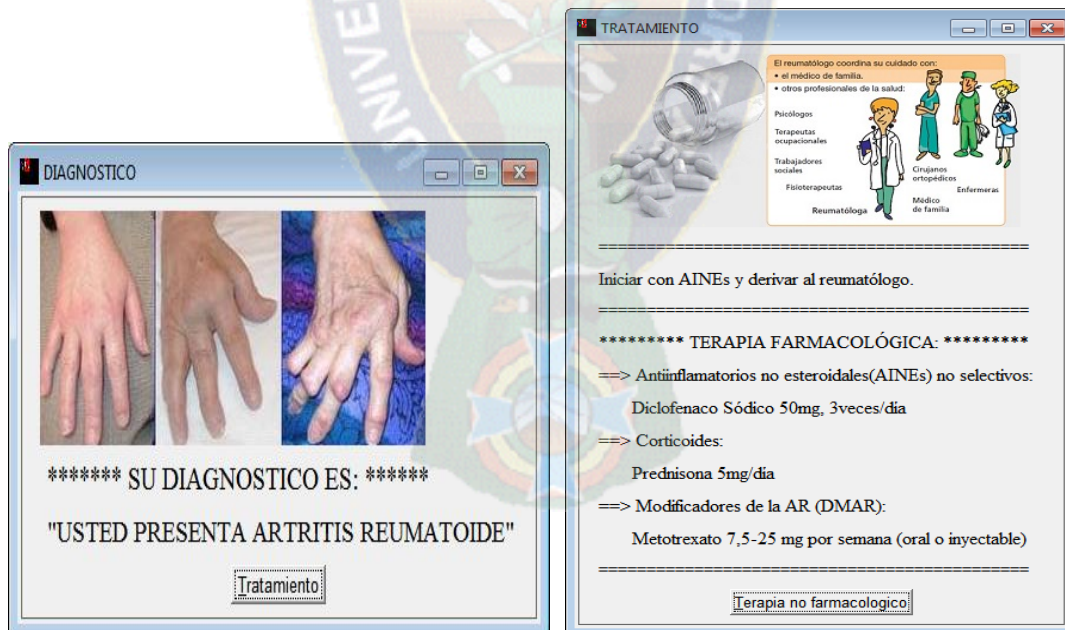 DIAGNOSTICO
******* SU DIAGNOSTICO ES: ******
"USTED PRESENTA ARTRITIS REUMATOIDE"
Tratamiento
TRATAMIENTO
El reumatólogo coordina su cuidado con:
• el médico de familia.
• otros profesionales de la salud:
Psicólogos
Terapeutas
ocupacionales
Trabajadores
sociales
Fisioterapeutas
Reumatóloga
Cirujanos
ortopédicos
Médico
de familia
Enfermeras
==============================================
Iniciar con AINEs y derivar al reumatólogo.
==============================================
********* TERAPIA FARMACOLÓGICA: *********
==> Antiinflamatorios no esteroidales(AINEs) no selectivos:
Diclofenaco Sódico 50mg, 3veces/día
==> Corticoides:
Prednisona 5mg/día
==> Modificadores de la AR (DMAR):
Metotrexato 7,5-25 mg por semana (oral o inyectable)
==============================================
Terapia no farmacologico
UNIVE